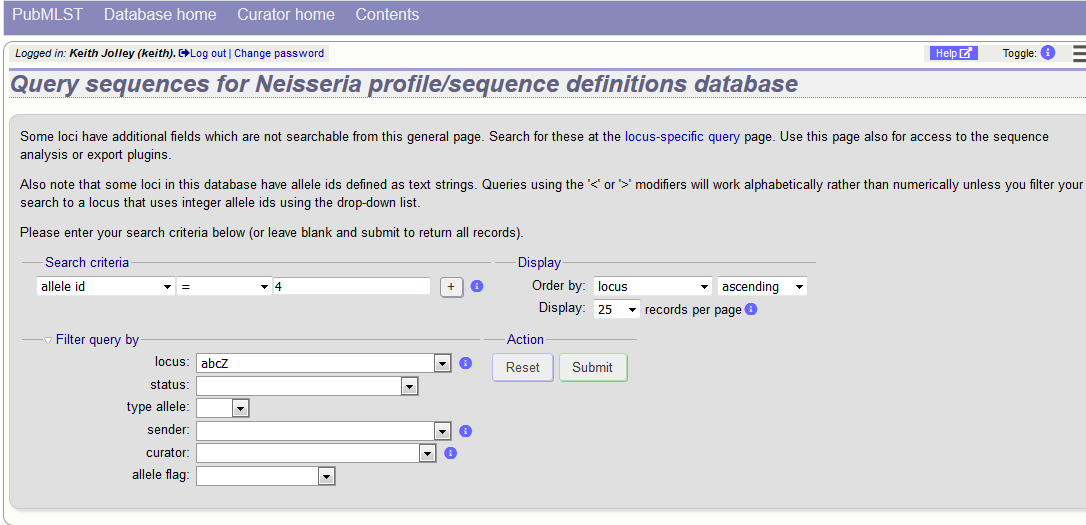 PubMLST Database home Curator home Contents
Logged in: Keith Jolley (keith). Log out | Change password Help Toggle: i
Query sequences for Neisseria profile/sequence definitions database
Some loci have additional fields which are not searchable from this general page. Search for these at the locus-specific query page. Use this page also for access to the sequence
analysis or export plugins.
Also note that some loci in this database have allele ids defined as text strings. Queries using the '<' or '>' modifiers will work alphabetically rather than numerically unless you filter your
search to a locus that uses integer allele ids using the drop-down list.
Please enter your search criteria below (or leave blank and submit to return all records).
Search criteria
allele id = 4 + i
Display
Order by: locus ascending
Display: 25 records per page i
Filter query by
locus: abcZ i
status:
type allele:
sender: i
curator: i
allele flag:
Action
Reset Submit